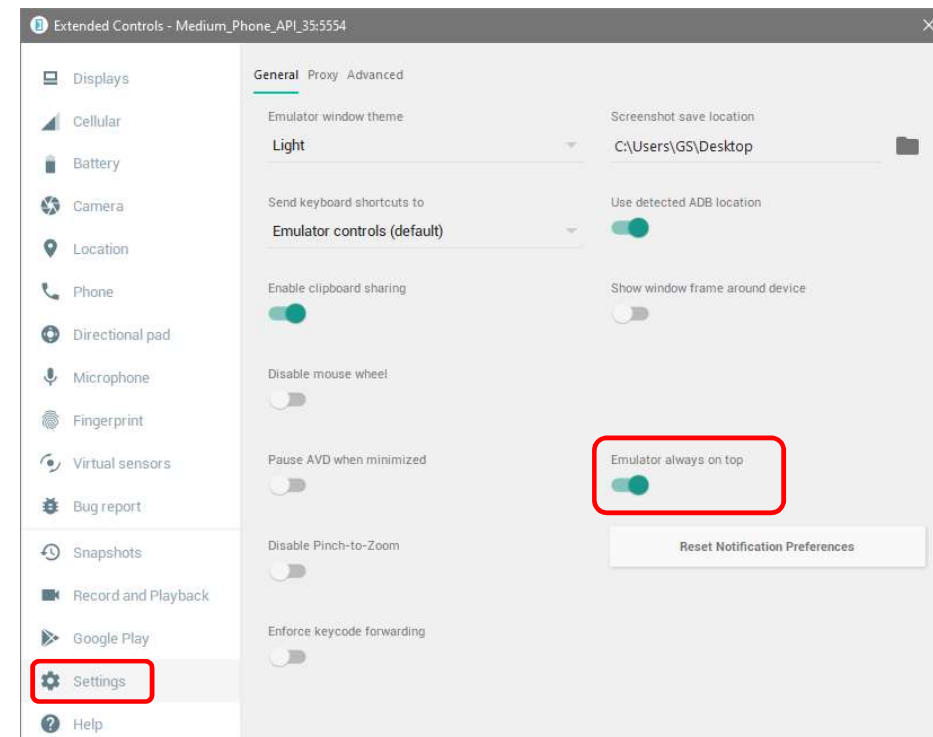 Extended Controls - Medium_Phone_API_35:5554
Displays
Cellular
Battery
Camera
Location
Phone
Directional pad
Microphone
Fingerprint
Virtual sensors
Bug report
Snapshots
Record and Playback
Google Play
Settings
Help
General Proxy Advanced
Emulator window theme
Light
Screenshot save location
C:\Users\GS\Desktop
Send keyboard shortcuts to
Emulator controls (default)
Use detected ADB location
Enable clipboard sharing
Show window frame around device
Disable mouse wheel
Pause AVD when minimized
Emulator always on top
Disable Pinch-to-Zoom
Reset Notification Preferences
Enforce keycode forwarding